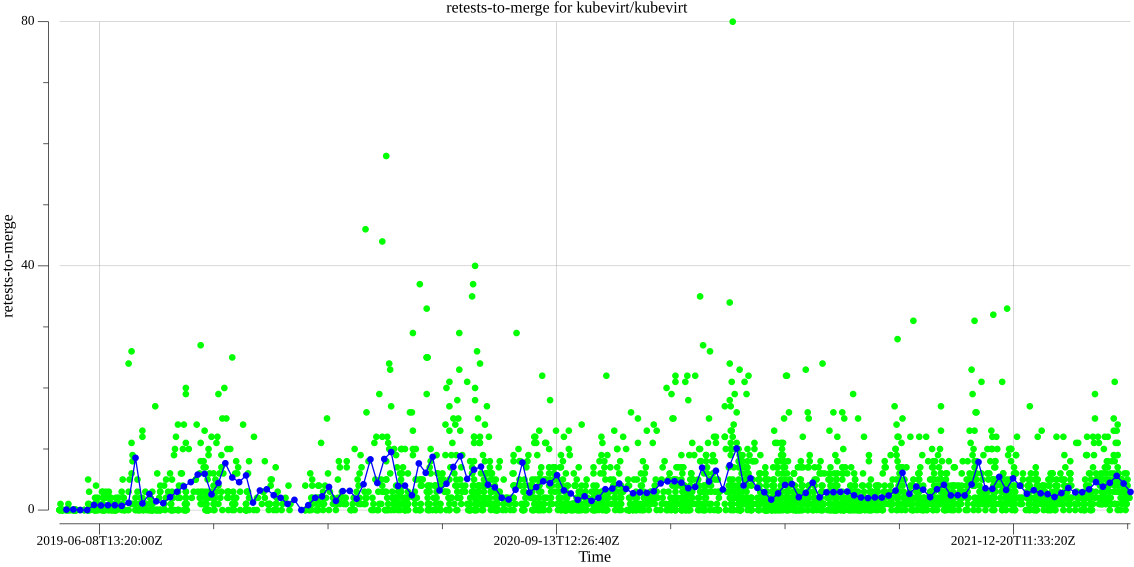 retests-to-merge for kubevirt/kubevirt
80
40
0
retests-to-merge
2019-06-08T13:20:00Z
2020-09-13T12:26:40Z
2021-12-20T11:33:20Z
Time